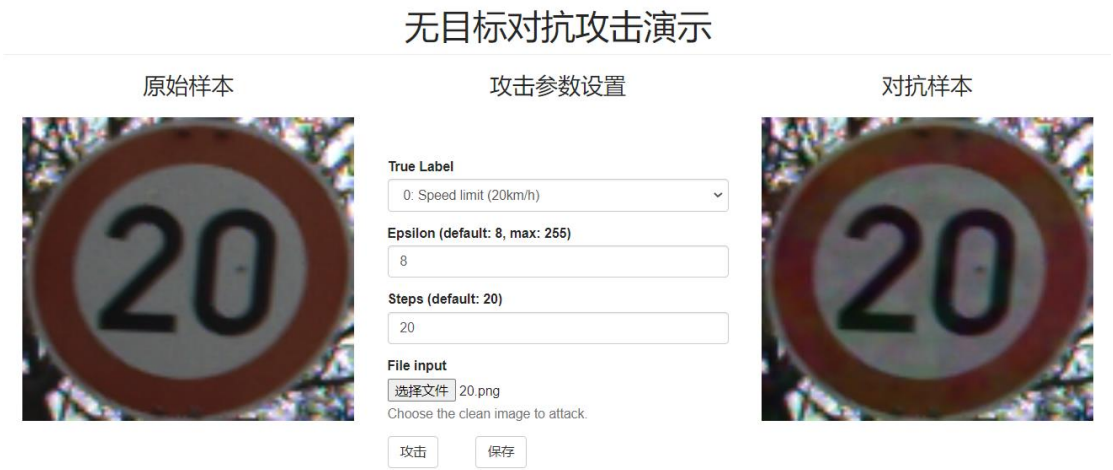 无目标对抗攻击演示
原始样本
攻击参数设置
对抗样本
20
True Label
0: Speed limit (20km/h)
Epsilon (default: 8, max: 255)
8
Steps (default: 20)
20
File input
选择文件 20.png
Choose the clean image to attack.
攻击 保存
20